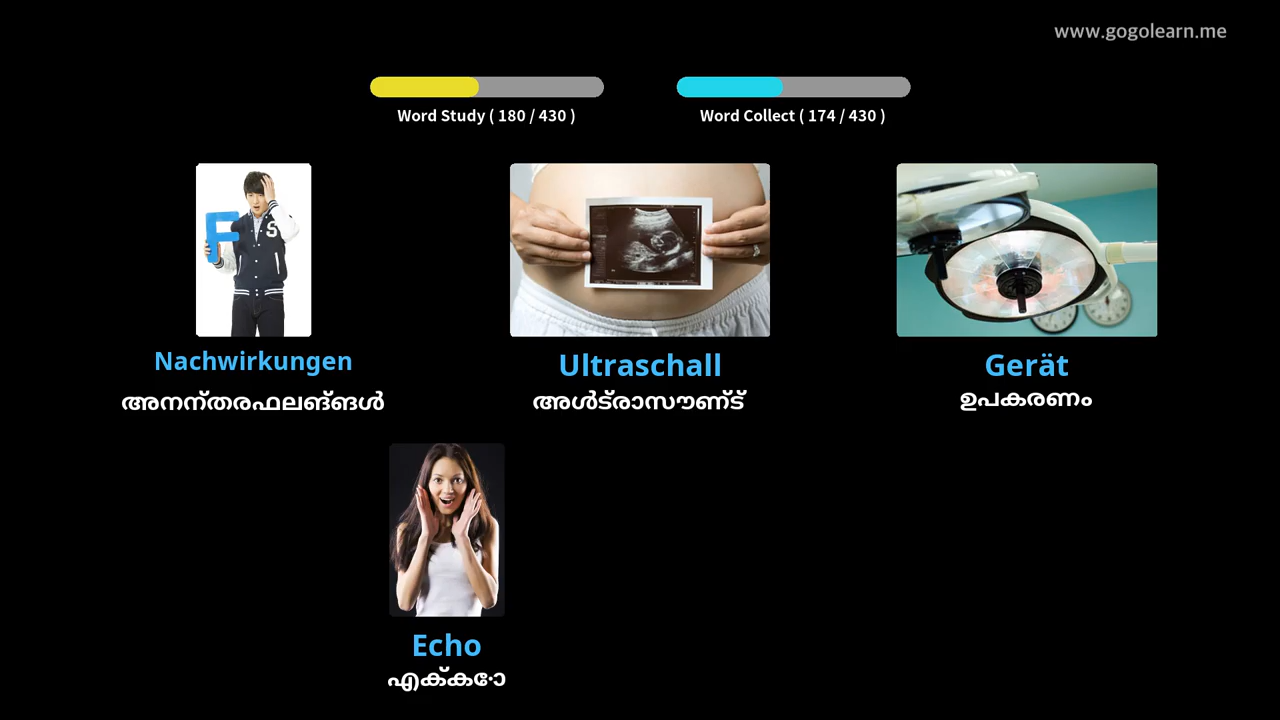 www.gogolearn.me
Word Study ( 180 / 430 )
Word Collect ( 174 / 430 )
F
S
Nachwirkungen
അനന്തരഫലങ്ങൾ
Ultraschall
അൾട്രാസൗണ്ട്
Gerät
ഉപകരണം
Echo
എക്കോ